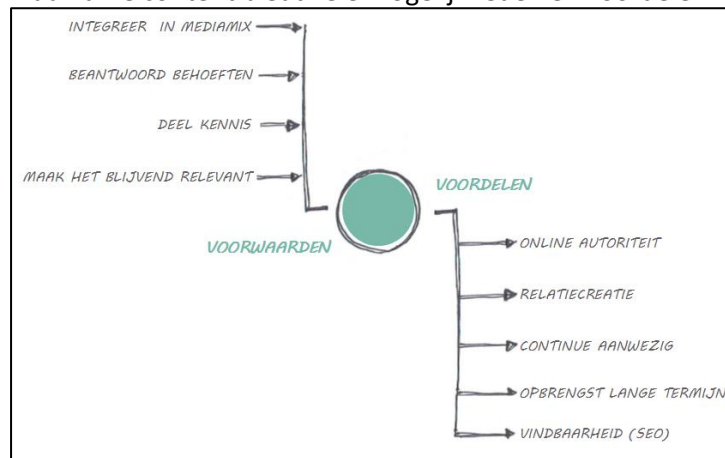 INTEGREER IN MEDIAMIX
BEANTWOORD BEHOEFTEN
DEEL KENNIS
MAAK HET BLIJVEND RELEVANT
VOORWAARDEN
VOORDELEN
ONLINE AUTORITEIT
RELATIECREATIE
CONTINUE AANWEZIG
OPBRENGST LANGE TERMIJN
VINDBAARHEID (SEO)